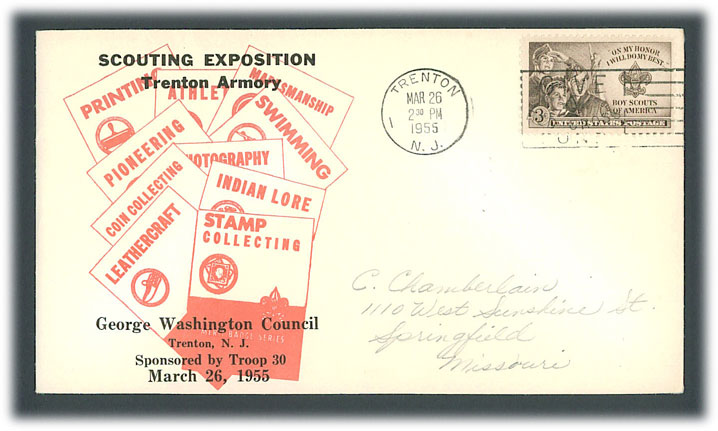 SCOUTING EXPOSITION
Trenton Armory
PRINTING
MARKSMANSHIP
SWIMMING
PIONEERING
COIN COLLECTING
INDIAN LORE
LEATHERCRAFT
STAMP
COLLECTING
George Washington Council
Trenton, N. J.
Sponsored by Troop 30
March 26, 1955
TRENTON
MAR 26
2 30 PM
1955
N. J.
"ON MY HONOR
I WILL DO MY BEST..."
BOY SCOUTS
OF AMERICA
3¢
UNITED STATES POSTAGE
C. Chamberlain
1110 West Sunshine St.
Springfield
Missouri